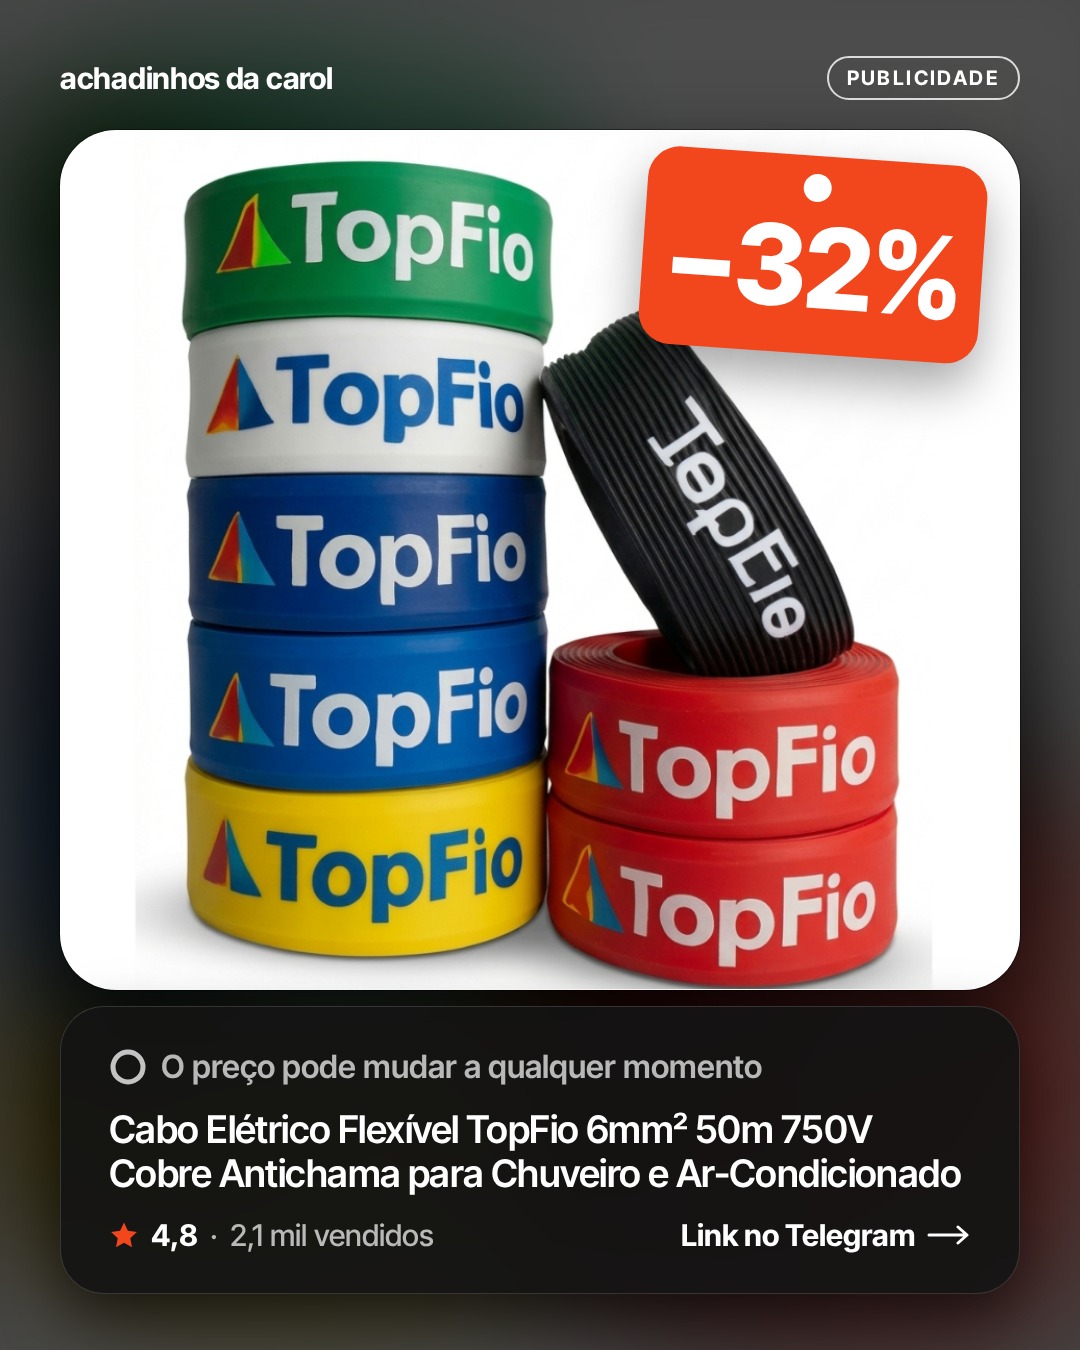 achadinhos da carol
PUBLICIDADE
-32%
TopFio
TopFio
TopFio
TopFio
TopFio
TopFio
TopFio
TopFio
O preço pode mudar a qualquer momento
Cabo Elétrico Flexível TopFio 6mm² 50m 750V
Cobre Antichama para Chuveiro e Ar-Condicionado
4,8 · 2,1 mil vendidos
Link no Telegram →